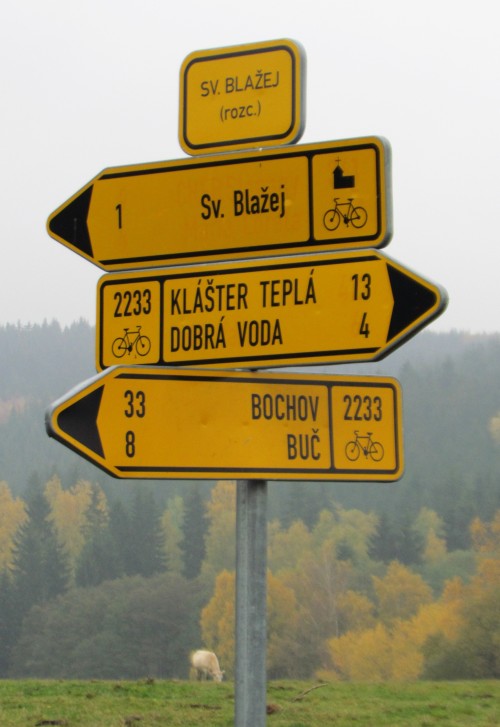 SV. BLAŽEJ
(rozc.)
1 Sv. Blažej
2233 KLÁŠTER TEPLÁ 13
DOBRÁ VODA 4
33 BOCHOV 2233
8 BUČ